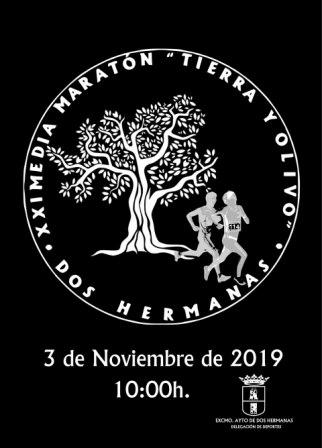 XXI MEDIA MARATÓN "TIERRA Y OLIVO"
• DOS HERMANAS •
114
3 de Noviembre de 2019
10:00h.
EXCMO. AYTO DE DOS HERMANAS
DELEGACIÓN DE DEPORTES